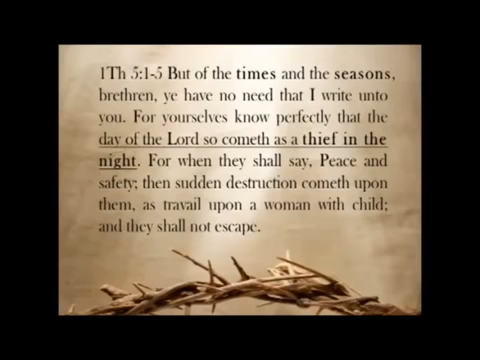 1Th 5:1-5 But of the times and the seasons,
brethren, ye have no need that I write unto
you. For yourselves know perfectly that the
day of the Lord so cometh as a thief in the
night. For when they shall say, Peace and
safety; then sudden destruction cometh upon
them, as travail upon a woman with child;
and they shall not escape.